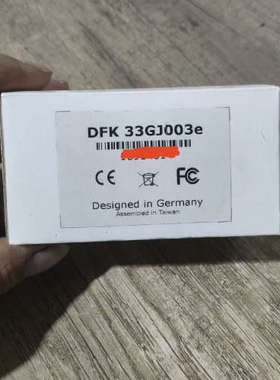 DFK 33GJ003e
CE FC
Designed in Germany
Assembled in Taiwan